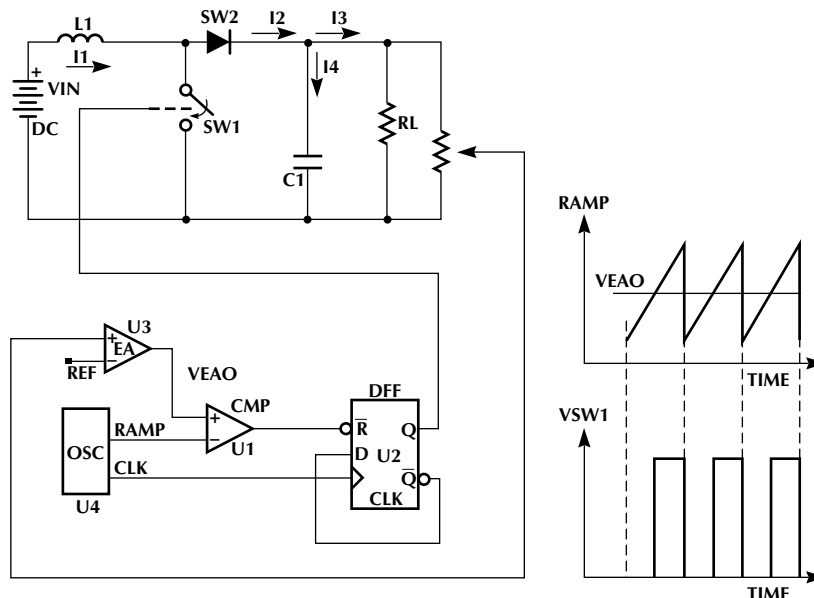 SW2
L1
I2
I3
I1
I4
+
VIN
DC
SW1
RL
C1
RAMP
VEAO
TIME
VSW1
TIME
U3
+
EA
−
REF
VEAO
DFF
CMP
+
−
U1
R
Q
D
U2
Q
CLK
OSC
RAMP
CLK
U4